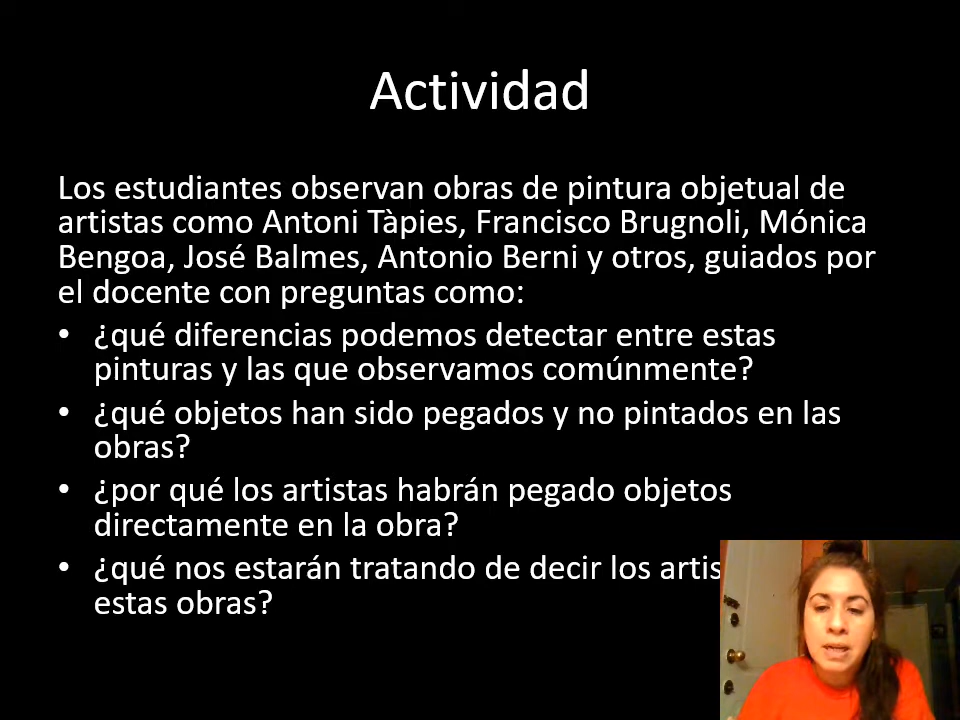 Actividad
Los estudiantes observan obras de pintura objetual de
artistas como Antoni Tàpies, Francisco Brugnoli, Mónica
Bengoa, José Balmes, Antonio Berni y otros, guiados por
el docente con preguntas como:
• ¿qué diferencias podemos detectar entre estas
pinturas y las que observamos comúnmente?
• ¿qué objetos han sido pegados y no pintados en las
obras?
• ¿por qué los artistas habrán pegado objetos
directamente en la obra?
• ¿qué nos estarán tratando de decir los artis
estas obras?